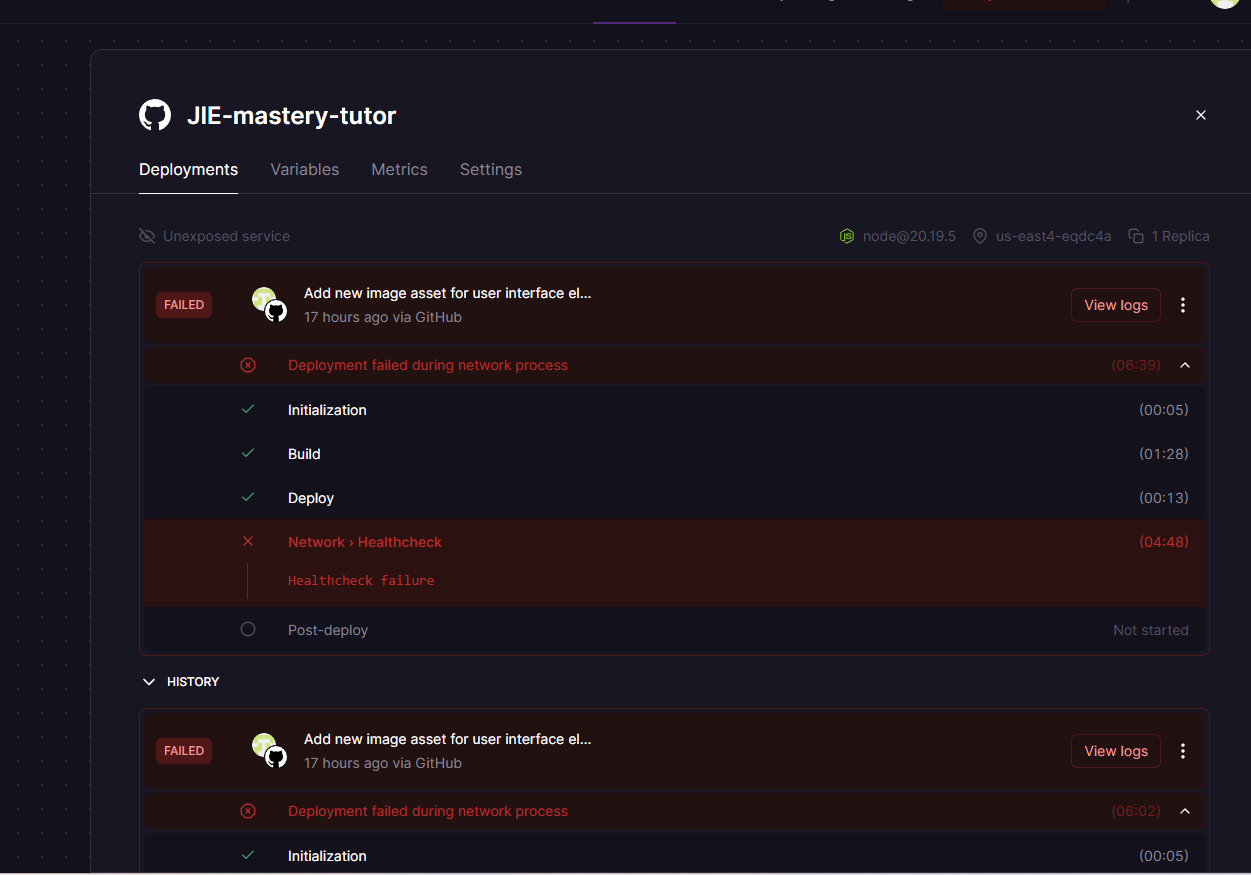 JIE-mastery-tutor
Deployments Variables Metrics Settings
Unexposed service
node@20.19.5 us-east4-eqdc4a 1 Replica
FAILED
Add new image asset for user interface el...
17 hours ago via GitHub
View logs
Deployment failed during network process (06:39)
Initialization (00:05)
Build (01:28)
Deploy (00:13)
Network › Healthcheck (04:48)
Healthcheck failure
Post-deploy Not started
HISTORY
FAILED
Add new image asset for user interface el...
17 hours ago via GitHub
View logs
Deployment failed during network process (06:02)
Initialization (00:05)